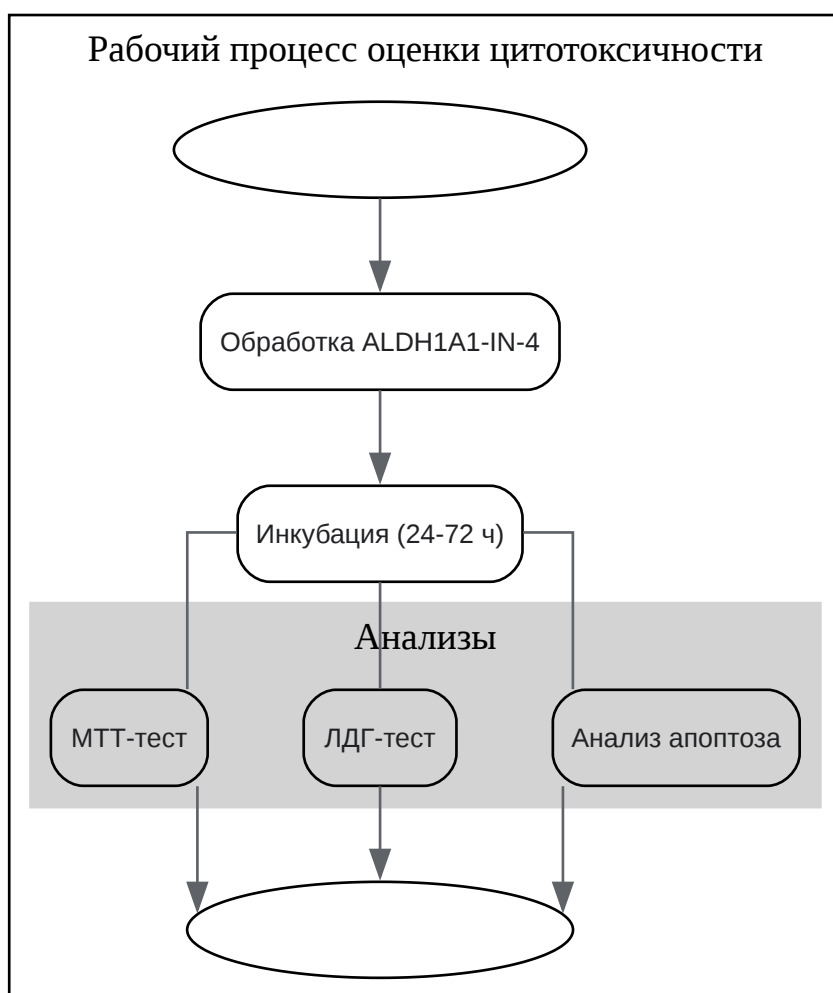 Рабочий процесс оценки цитотоксичности
Обработка ALDH1A1-IN-4
Инкубация (24-72 ч)
Анализы
МТТ-тест
ЛДГ-тест
Анализ апоптоза